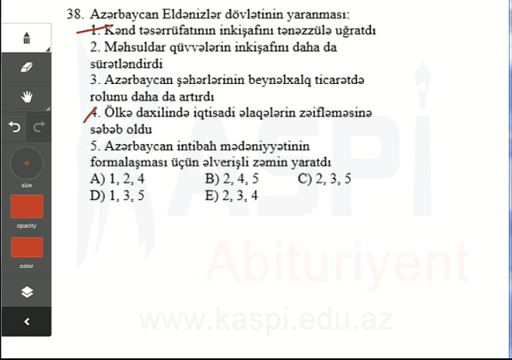 38. Azərbaycan Eldənizlər dövlətinin yaranması:
1. Kənd təsərrüfatının inkişafını tənəzzülə uğratdı
2. Məhsuldar qüvvələrin inkişafını daha da
sürətləndirdi
3. Azərbaycan şəhərlərinin beynəlxalq ticarətdə
rolunu daha da artırdı
4. Ölkə daxilində iqtisadi əlaqələrin zəifləməsinə
səbəb oldu
5. Azərbaycan intibah mədəniyyətinin
formalaşması üçün əlverişli zəmin yaratdı
A) 1, 2, 4 B) 2, 4, 5 C) 2, 3, 5
D) 1, 3, 5 E) 2, 3, 4
size
opacity
color
KASPİ
Abituriyent
www.kaspi.edu.az